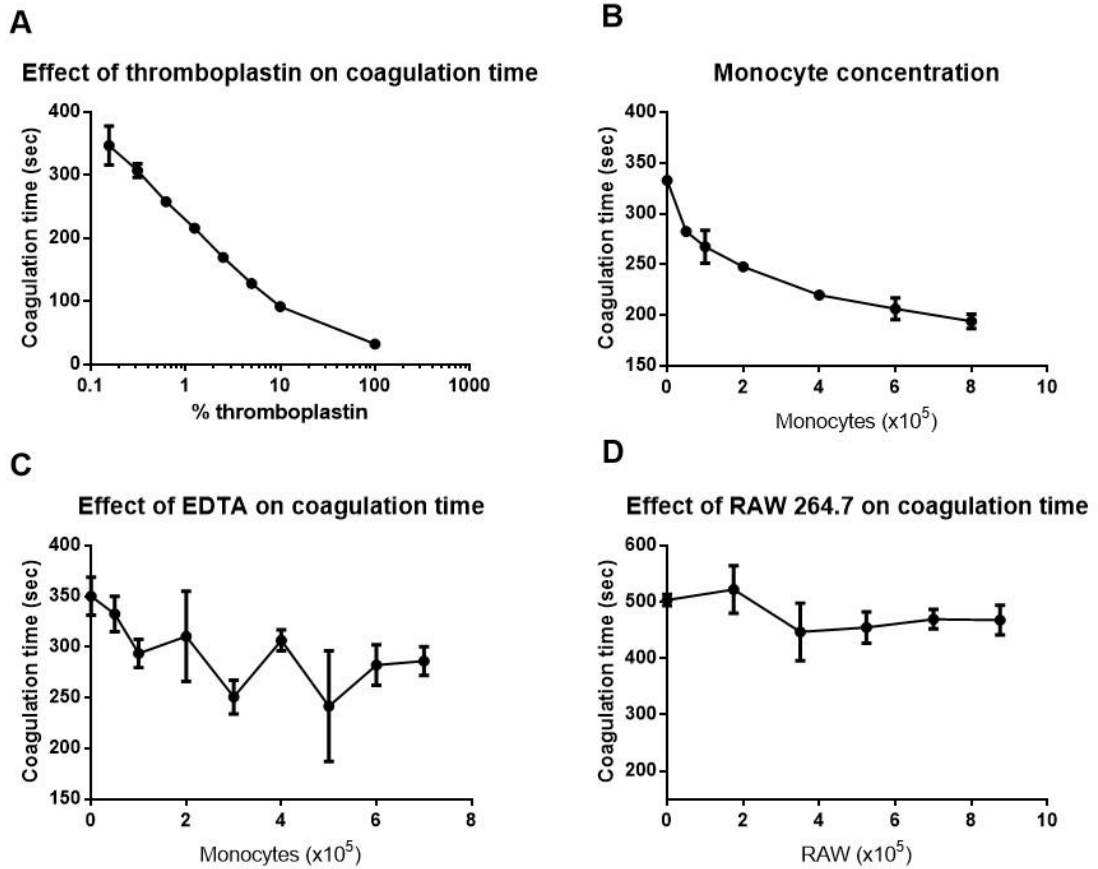 A
Effect of thromboplastin on coagulation time
Coagulation time (sec)
400
300
200
100
0
0.1 1 10 100 1000
% thromboplastin
B
Monocyte concentration
Coagulation time (sec)
400
350
300
250
200
150
0 2 4 6 8 10
Monocytes (x10⁵)
C
Effect of EDTA on coagulation time
Coagulation time (sec)
400
350
300
250
200
150
0 2 4 6 8
Monocytes (x10⁵)
D
Effect of RAW 264.7 on coagulation time
Coagulation time (sec)
600
500
400
300
200
0 2 4 6 8 10
RAW (x10⁵)